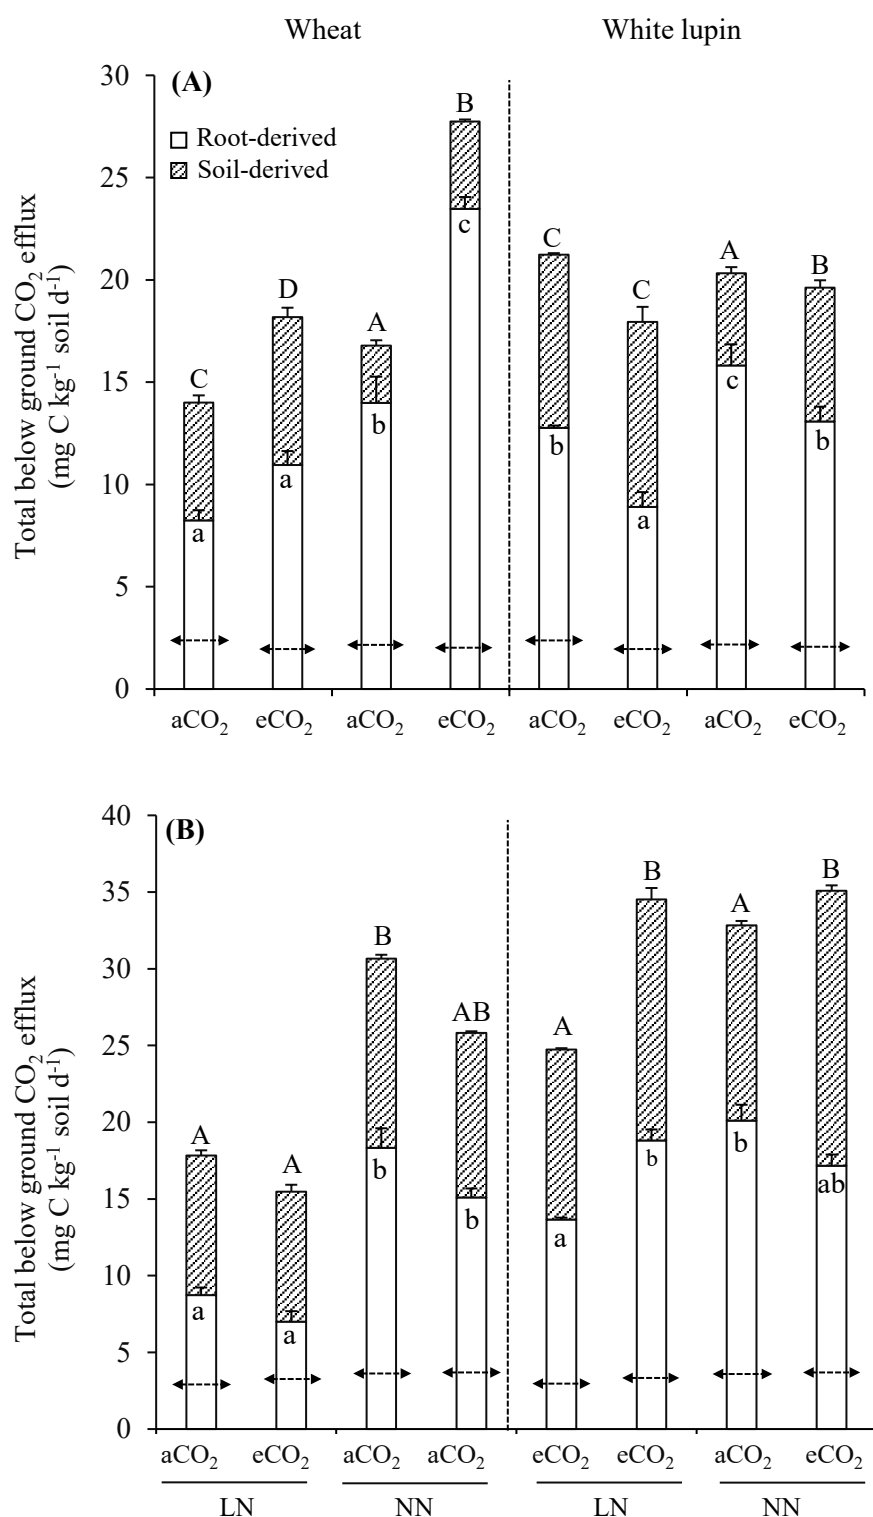 Wheat White lupin
(A)
Root-derived
Soil-derived
Total below ground CO₂ efflux
(mg C kg⁻¹ soil d⁻¹)
30
25
20
15
10
5
0
C D A B C C A B
a a b c b a c b
aCO₂ eCO₂ aCO₂ eCO₂ aCO₂ eCO₂ aCO₂ eCO₂
(B)
Total below ground CO₂ efflux
(mg C kg⁻¹ soil d⁻¹)
40
35
30
25
20
15
10
5
0
A A B AB A B A B
a a b b a b b ab
aCO₂ eCO₂ aCO₂ aCO₂ eCO₂ eCO₂ aCO₂ eCO₂
LN NN LN NN